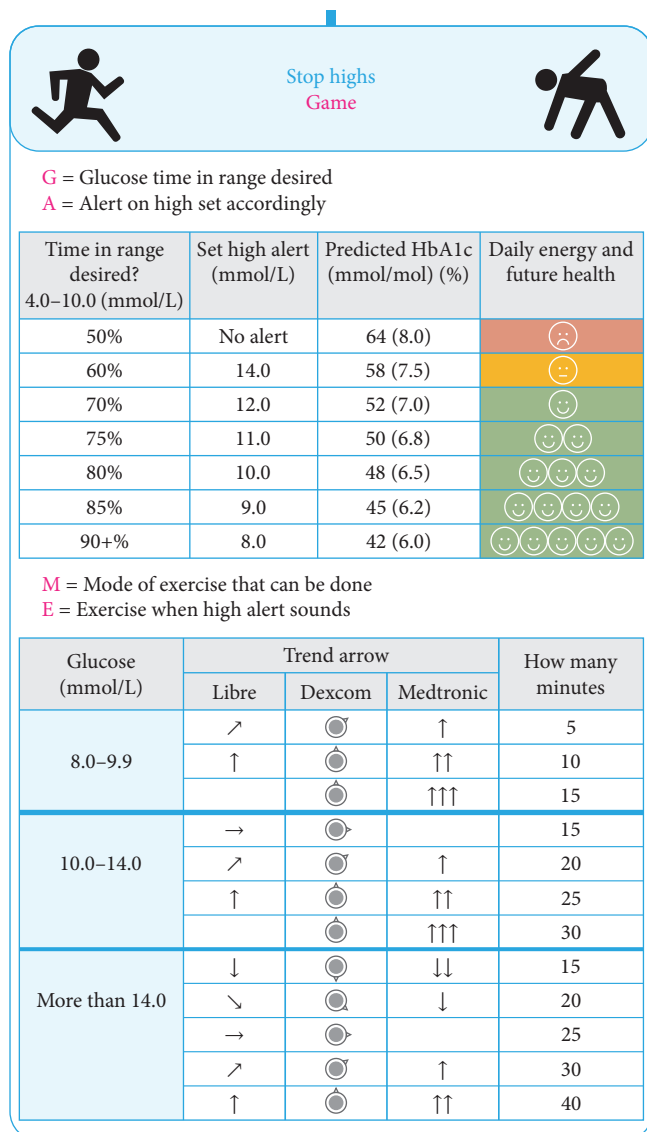 Stop highs
Game
G = Glucose time in range desired
A = Alert on high set accordingly
Time in range desired? 4.0–10.0 (mmol/L) Set high alert (mmol/L) Predicted HbA1c (mmol/mol) (%) Daily energy and future health
50% No alert 64 (8.0)
60% 14.0 58 (7.5)
70% 12.0 52 (7.0)
75% 11.0 50 (6.8)
80% 10.0 48 (6.5)
85% 9.0 45 (6.2)
90+% 8.0 42 (6.0)
M = Mode of exercise that can be done
E = Exercise when high alert sounds
Glucose (mmol/L) Trend arrow How many minutes
Libre Dexcom Medtronic
8.0–9.9
↗ ↑ 5
↑ ↑↑ 10
↑↑↑ 15
10.0–14.0
→ 15
↗ ↑ 20
↑ ↑↑ 25
↑↑↑ 30
More than 14.0
↓ ↓↓ 15
↘ ↓ 20
→ 25
↗ ↑ 30
↑ ↑↑ 40